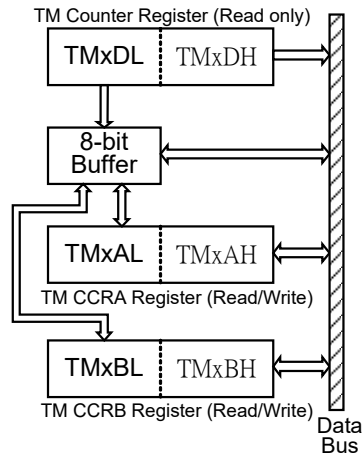 TM Counter Register (Read only)
TMxDL TMxDH
8-bit
Buffer
TMxAL TMxAH
TM CCRA Register (Read/Write)
TMxBL TMxBH
TM CCRB Register (Read/Write)
Data
Bus